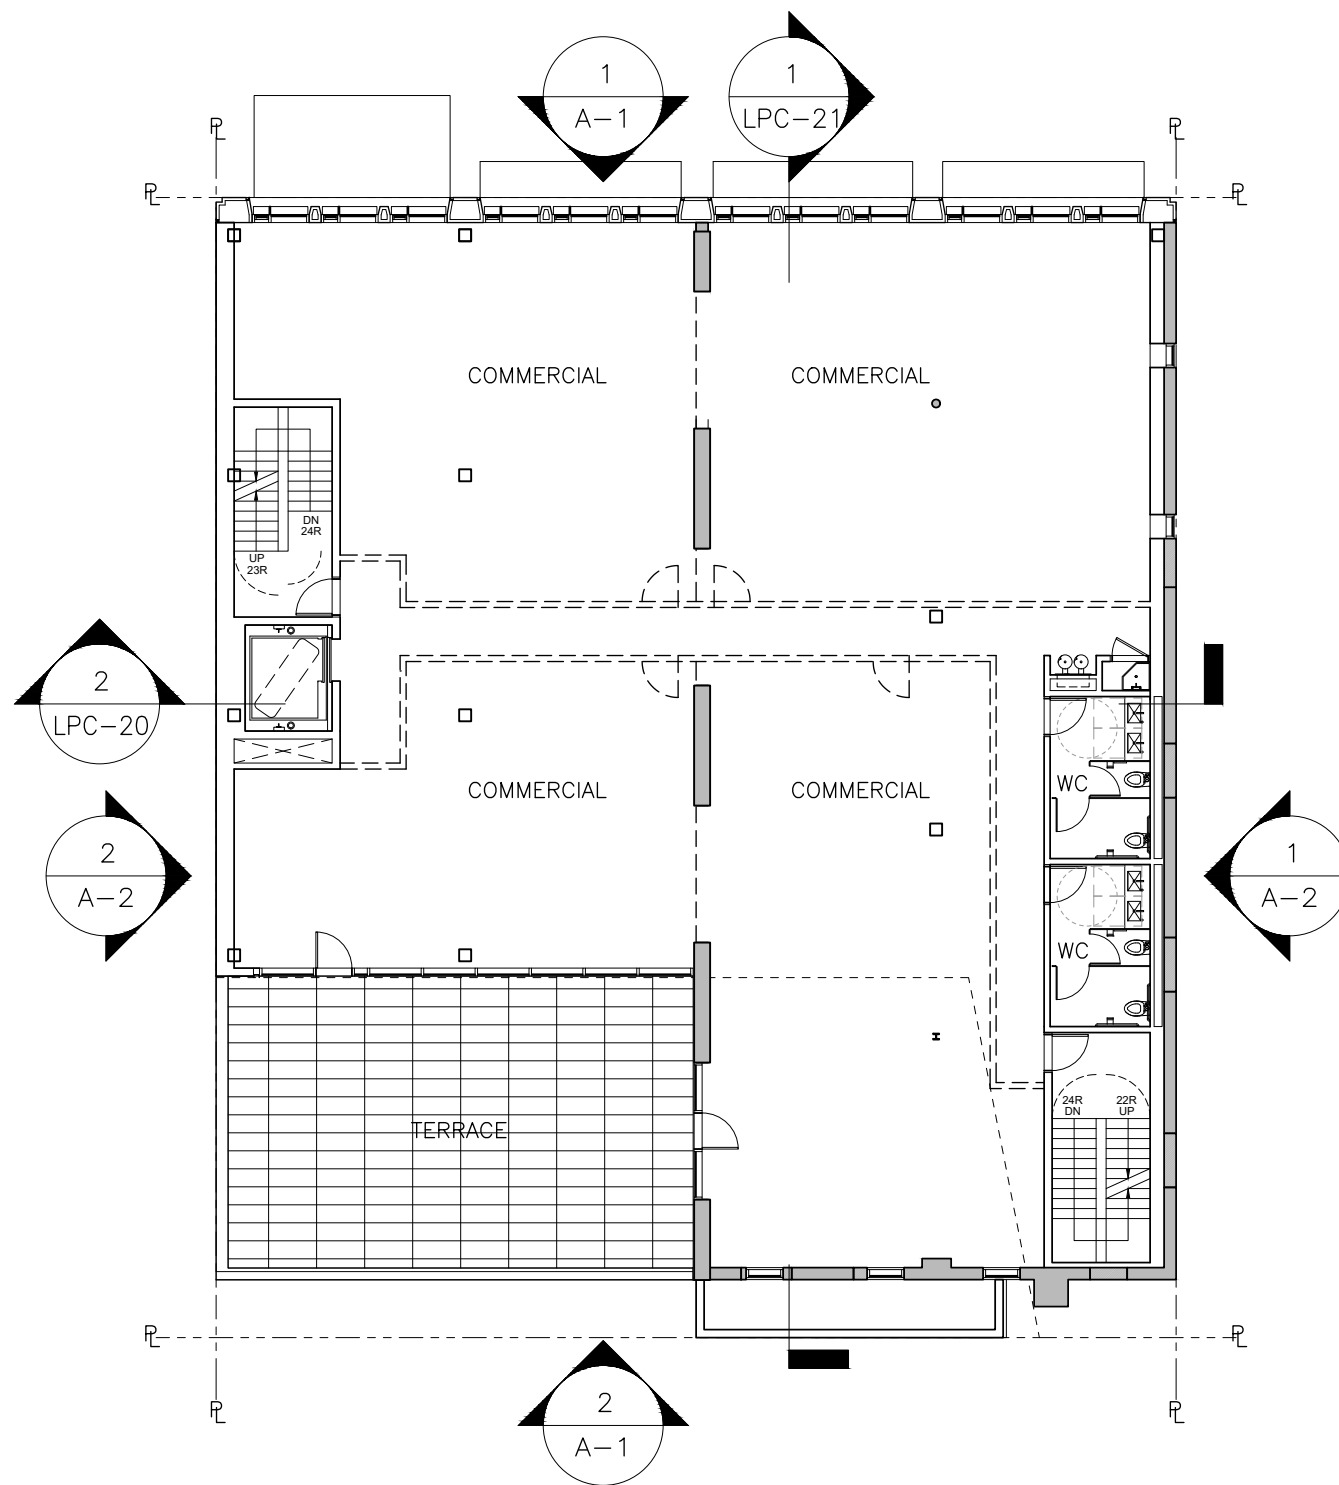 1
A-1
1
LPC-21
PL
PL
PL
PL
COMMERCIAL
COMMERCIAL
DN
24R
UP
23R
2
LPC-20
COMMERCIAL
COMMERCIAL
WC
2
A-2
1
A-2
WC
24R
DN
22R
UP
TERRACE
PL
PL
PL
PL
2
A-1